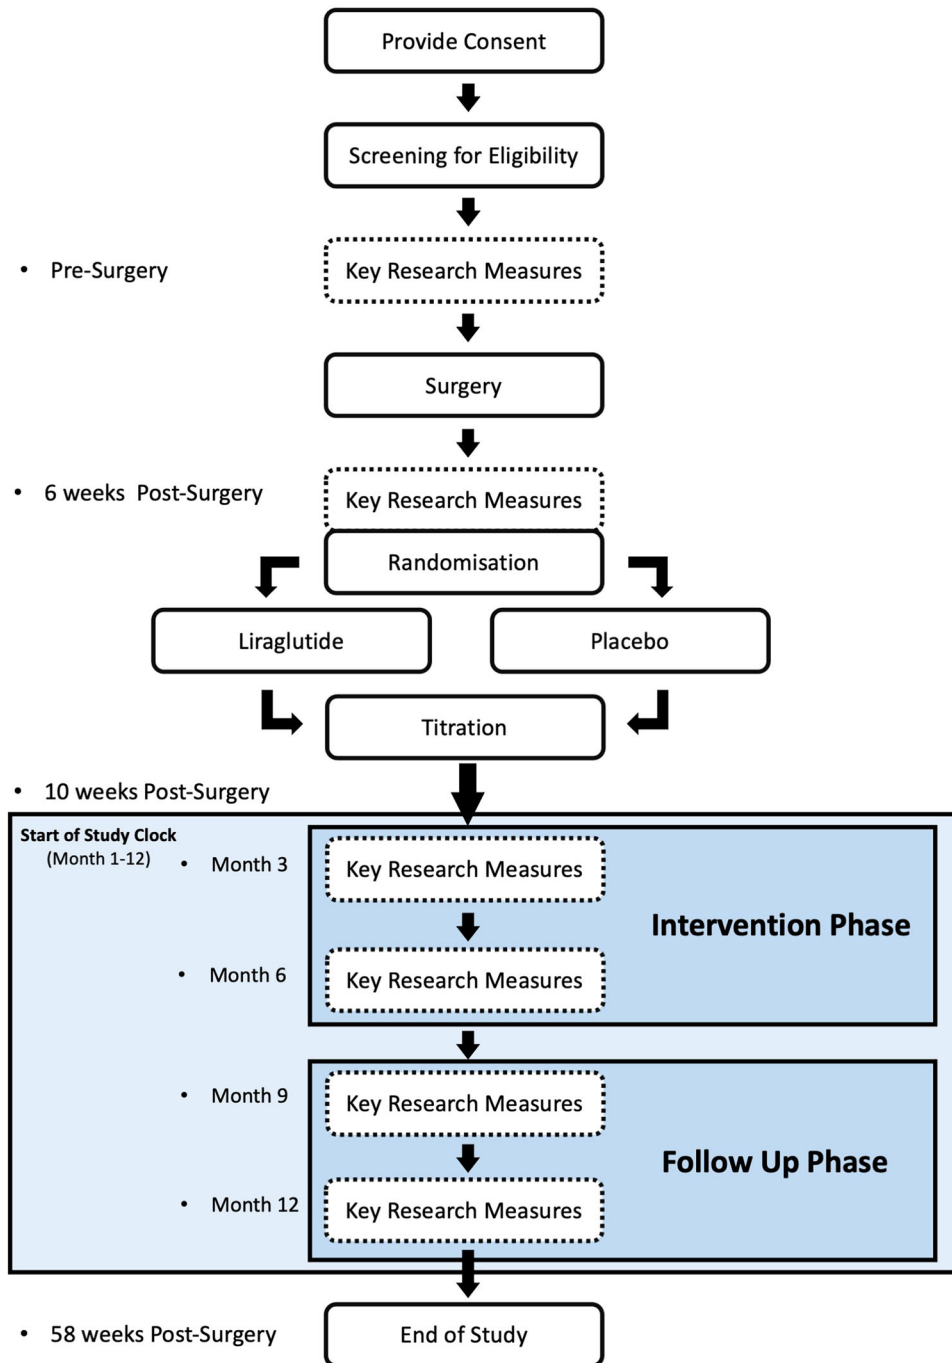 Provide Consent
Screening for Eligibility
• Pre-Surgery
Key Research Measures
Surgery
• 6 weeks  Post-Surgery
Key Research Measures
Randomisation
Liraglutide
Placebo
Titration
• 10 weeks Post-Surgery
Start of Study Clock
(Month 1-12)
• Month 3
Key Research Measures
Intervention Phase
• Month 6
Key Research Measures
• Month 9
Key Research Measures
Follow Up Phase
• Month 12
Key Research Measures
• 58 weeks Post-Surgery
End of Study